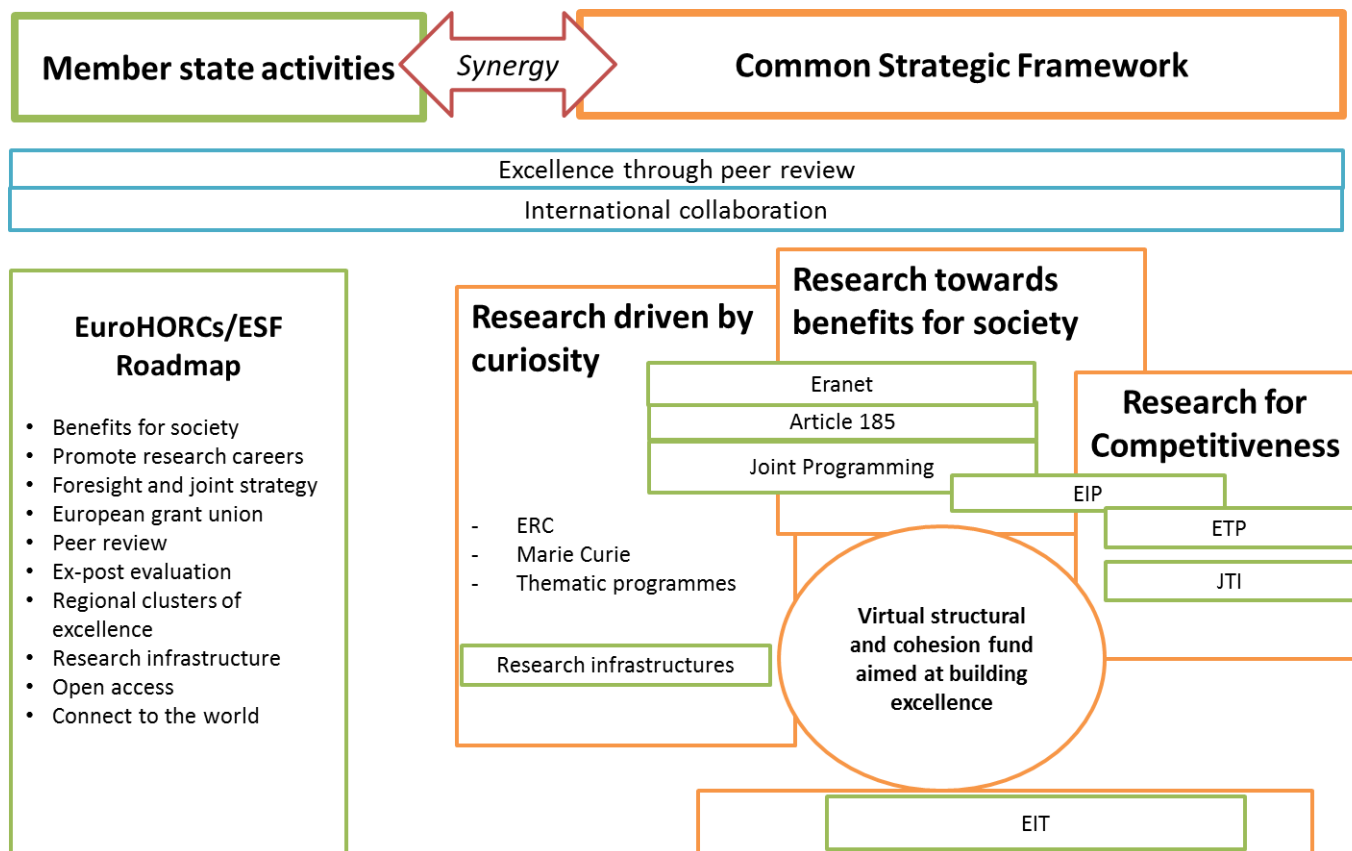 Member state activities
Synergy
Common Strategic Framework
Excellence through peer review
International collaboration
EuroHORCs/ESF
Roadmap
• Benefits for society
• Promote research careers
• Foresight and joint strategy
• European grant union
• Peer review
• Ex-post evaluation
• Regional clusters of
excellence
• Research infrastructure
• Open access
• Connect to the world
Research driven by
curiosity
- ERC
- Marie Curie
- Thematic programmes
Research infrastructures
Research towards
benefits for society
Eranet
Article 185
Joint Programming
EIP
Research for
Competitiveness
ETP
JTI
Virtual structural
and cohesion fund
aimed at building
excellence
EIT